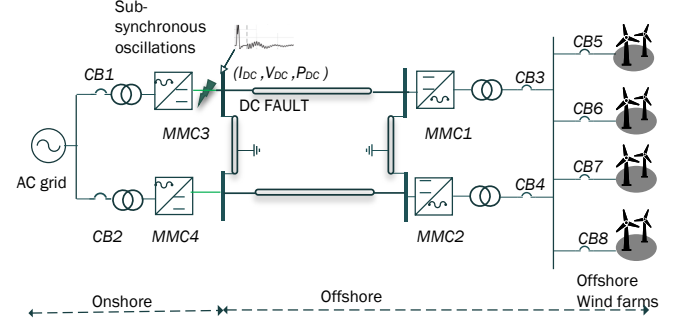 Sub-
synchronous
oscillations
CB1
(I_DC ,V_DC ,P_DC )
DC FAULT
MMC3
MMC1
CB3
CB5
CB6
AC grid
CB2
MMC4
MMC2
CB4
CB7
CB8
Onshore
Offshore
Offshore
Wind farms